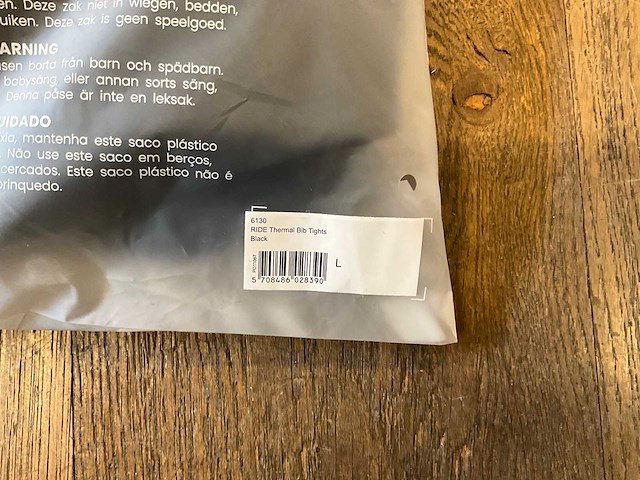 en. Deze zak niet in wiegen, bedden,
uiken. Deze zak is geen speelgoed.
ARNING
nsen borta från barn och spädbarn.
babysäng, eller annan sorts säng,
Denna påse är inte en leksak.
UIDADO
xia, mantenha este saco plástico
. Não use este saco em berços,
cercados. Este saco plástico não é
brinquedo.
6130
RIDE Thermal Bib Tights
Black
L
5 708486 028390